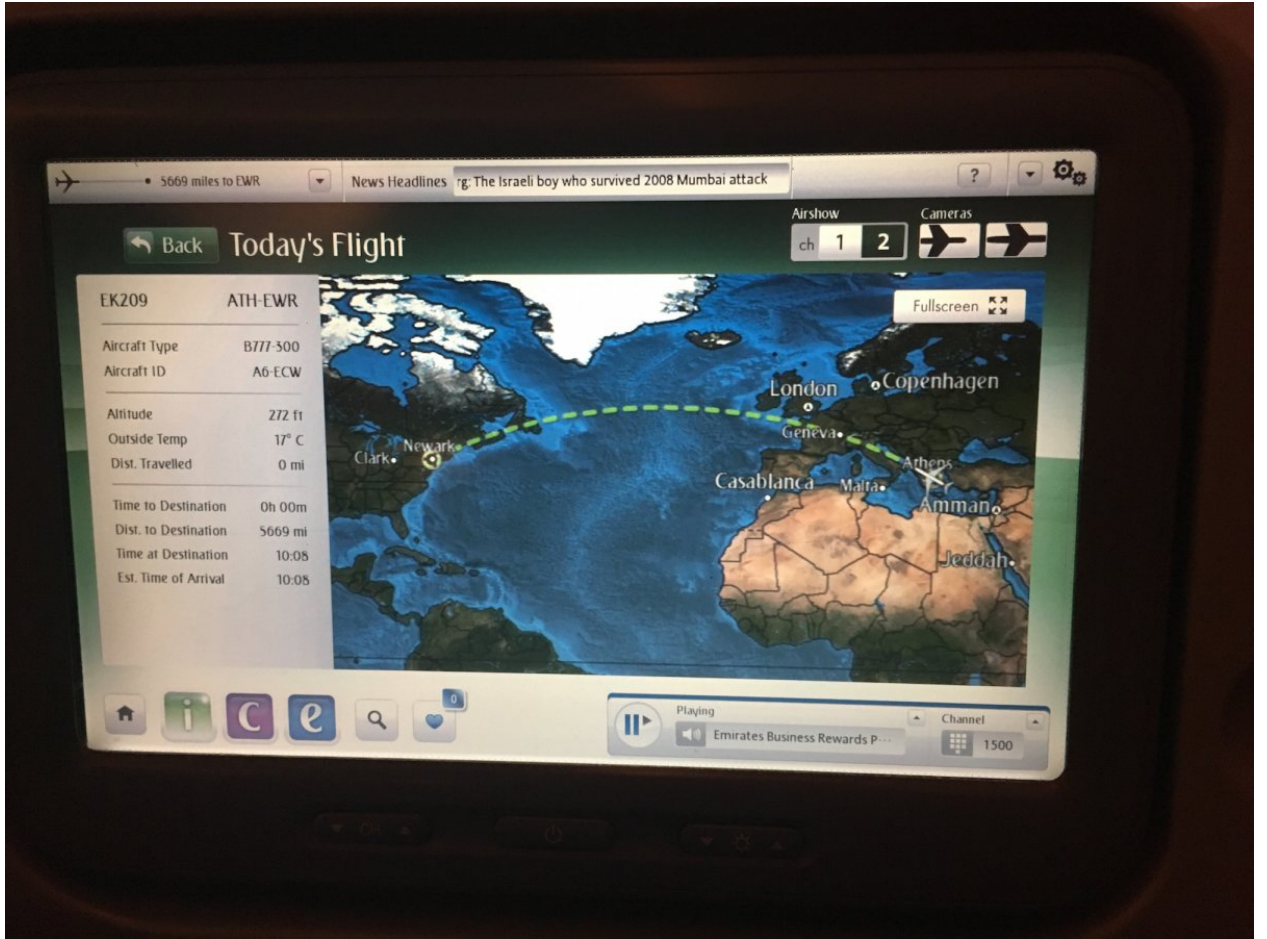 5669 miles to EWR
News Headlines rg: The Israeli boy who survived 2008 Mumbai attack
?
Airshow
Cameras
Back
Today's Flight
ch 1 2
EK209 ATH-EWR
Aircraft Type B777-300
Aircraft ID A6-ECW
Altitude 272 ft
Outside Temp 17° C
Dist. Travelled 0 mi
Time to Destination 0h 00m
Dist. to Destination 5669 mi
Time at Destination 10:08
Est. Time of Arrival 10:08
Fullscreen
London
Copenhagen
Geneva
Newark
Clark
Athens
Casablanca
Malta
Amman
Jeddah
i
C
e
0
Playing
Emirates Business Rewards P...
Channel
1500
CH